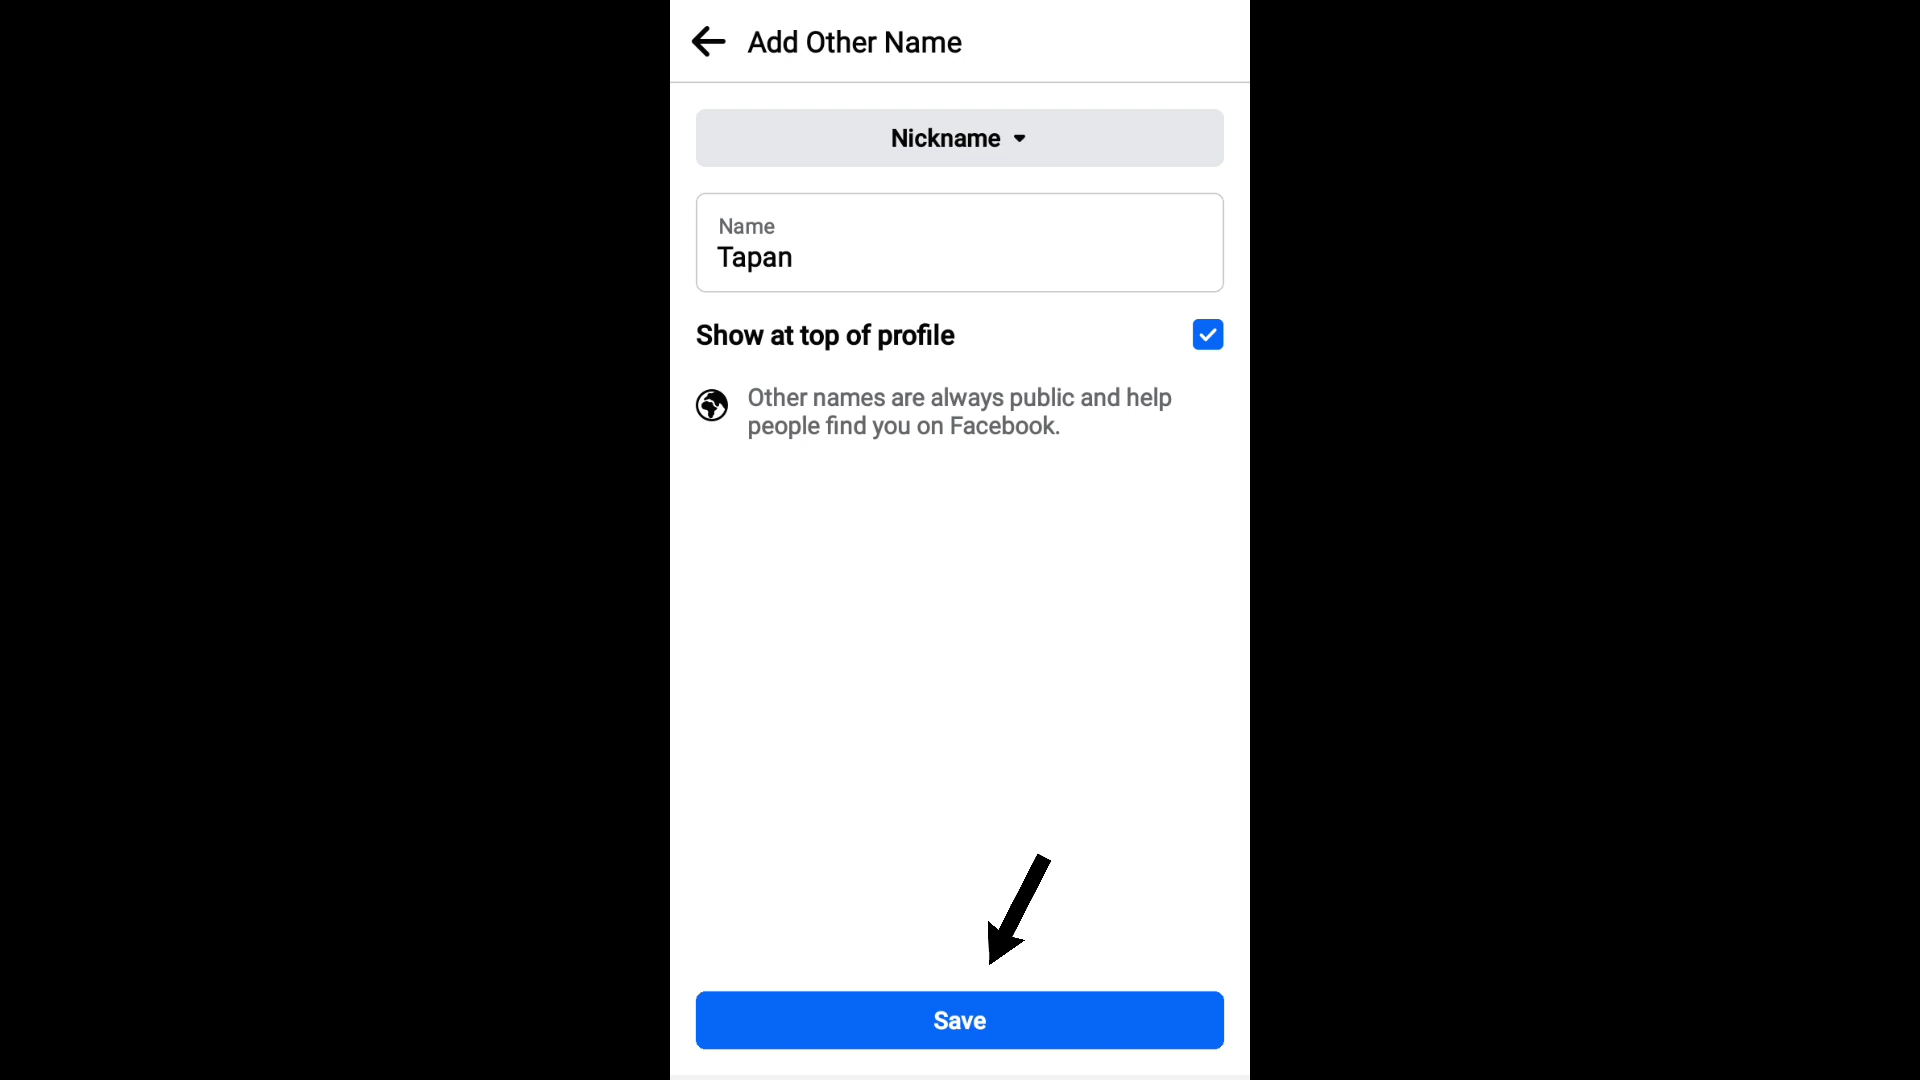 Add Other Name
Nickname
Name
Tapan
Show at top of profile
Other names are always public and help
people find you on Facebook.
Save